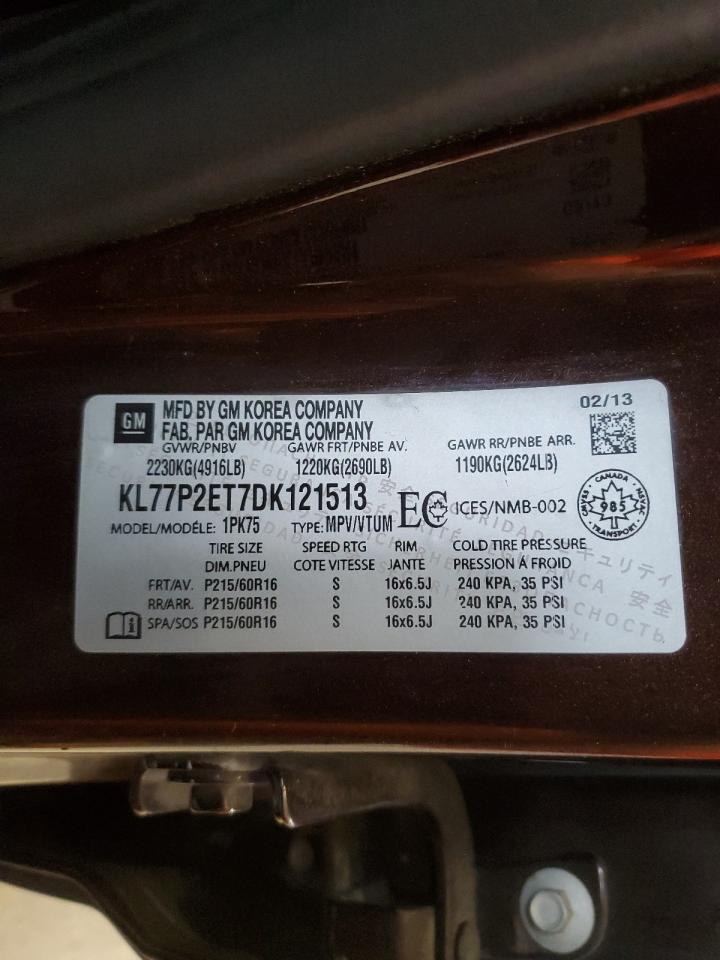 GM MFD BY GM KOREA COMPANY 02/13
FAB. PAR GM KOREA COMPANY
GVWR/PNBV GAWR FRT/PNBE AV. GAWR RR/PNBE ARR.
2230KG(4916LB) 1220KG(2690LB) 1190KG(2624LB)
KL77P2ET7DK121513 EC ICES/NMB-002
CANADA
CMVSS 985 NSVAC
TRANSPORT
MODEL/MODÉLE: 1PK75 TYPE: MPV/VTUM
TIRE SIZE SPEED RTG RIM COLD TIRE PRESSURE
DIM.PNEU COTE VITESSE JANTE PRESSION À FROID
FRT/AV. P215/60R16 S 16x6.5J 240 KPA, 35 PSI
RR/ARR. P215/60R16 S 16x6.5J 240 KPA, 35 PSI
SPA/SOS P215/60R16 S 16x6.5J 240 KPA, 35 PSI